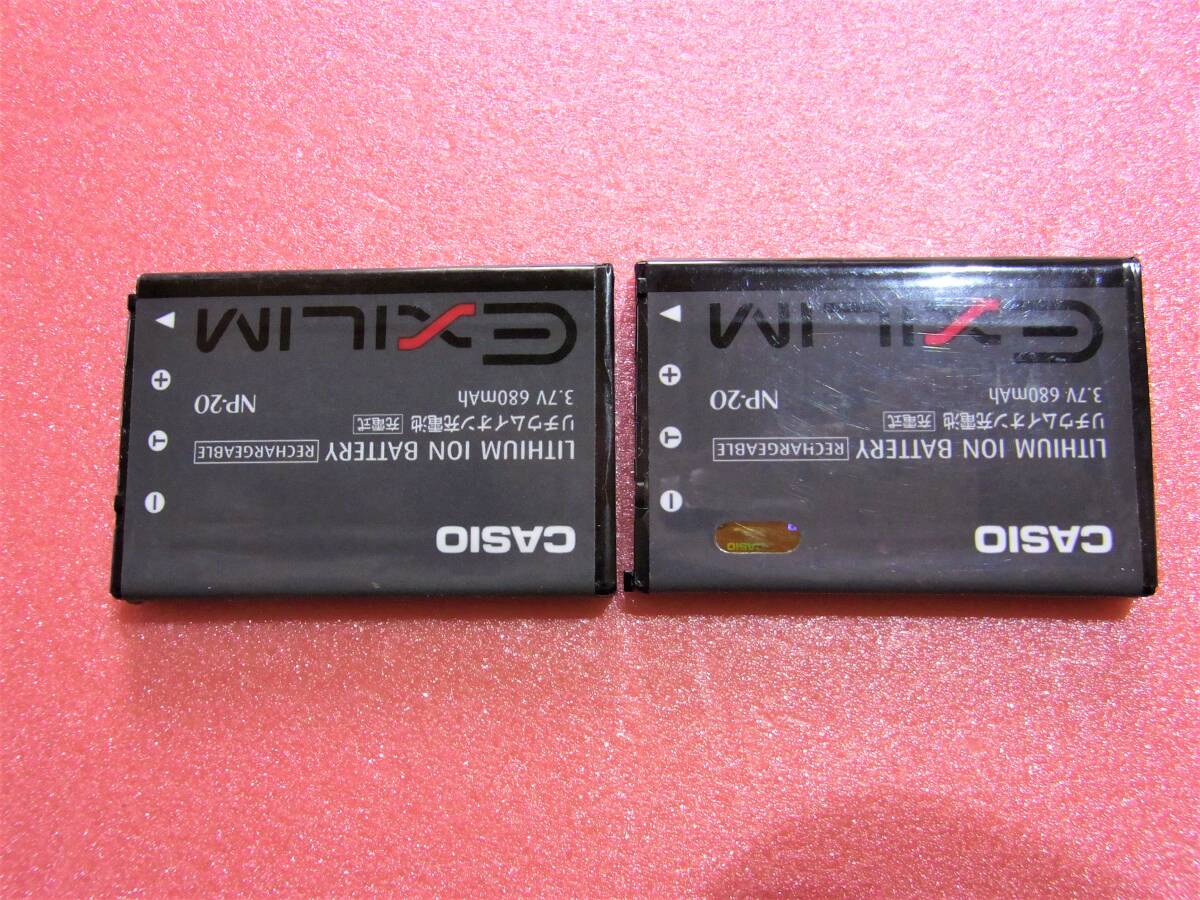 CASIO
LITHIUM ION BATTERY RECHARGEABLE
リチウムイオン充電池 充電式
3.7V 680mAh NP-20
EXILIM
+ T −
CASIO
CASIO
LITHIUM ION BATTERY RECHARGEABLE
リチウムイオン充電池 充電式
3.7V 680mAh NP-20
EXILIM
+ T −